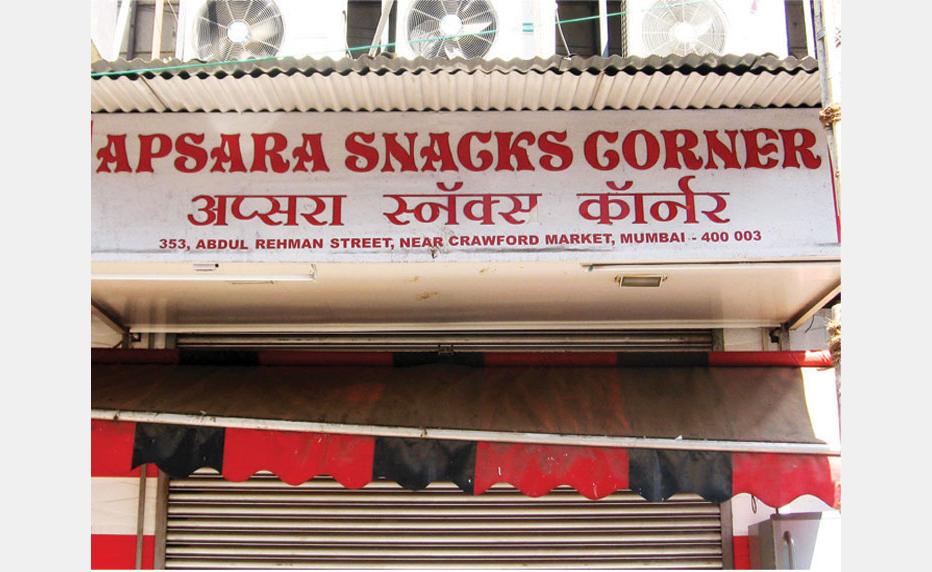 APSARA SNACKS CORNER
अप्सरा स्नॅक्स कॉर्नर
353, ABDUL REHMAN STREET, NEAR CRAWFORD MARKET, MUMBAI - 400 003